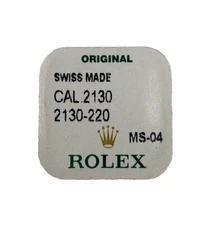 ORIGINAL
SWISS MADE
CAL.2130
2130-220
MS-04
ROLEX